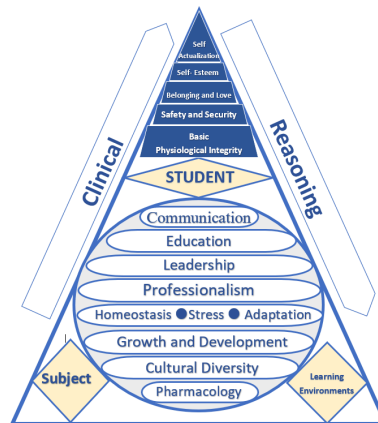 Self
Actualization
Self- Esteem
Belonging and Love
Safety and Security
Basic
Physiological Integrity
Clinical
Reasoning
STUDENT
Communication
Education
Leadership
Professionalism
Homeostasis ●Stress ● Adaptation
Growth and Development
Cultural Diversity
Pharmacology
Subject
Learning
Environments